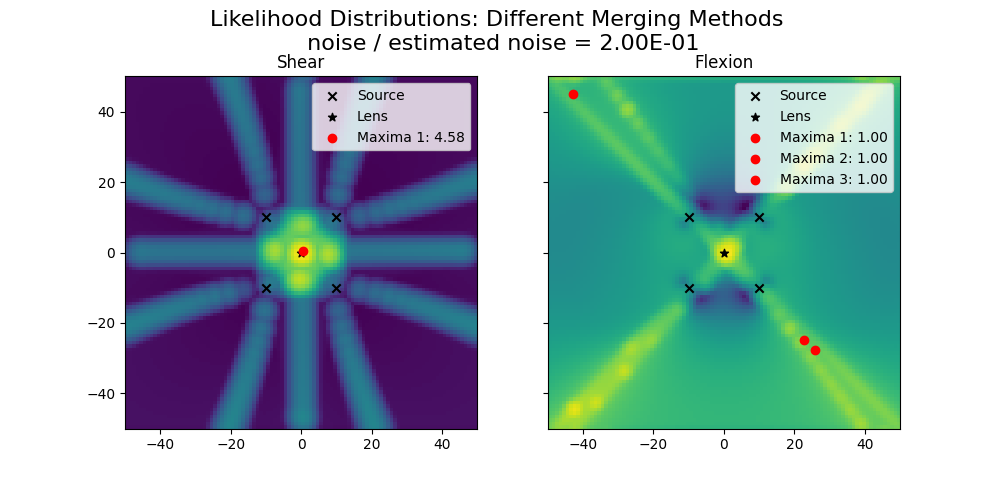 Likelihood Distributions: Different Merging Methods
noise / estimated noise = 2.00E-01
Shear
Flexion
Source
Lens
Maxima 1: 4.58
Source
Lens
Maxima 1: 1.00
Maxima 2: 1.00
Maxima 3: 1.00
40
20
0
−20
−40
−40 −20 0 20 40
−40 −20 0 20 40